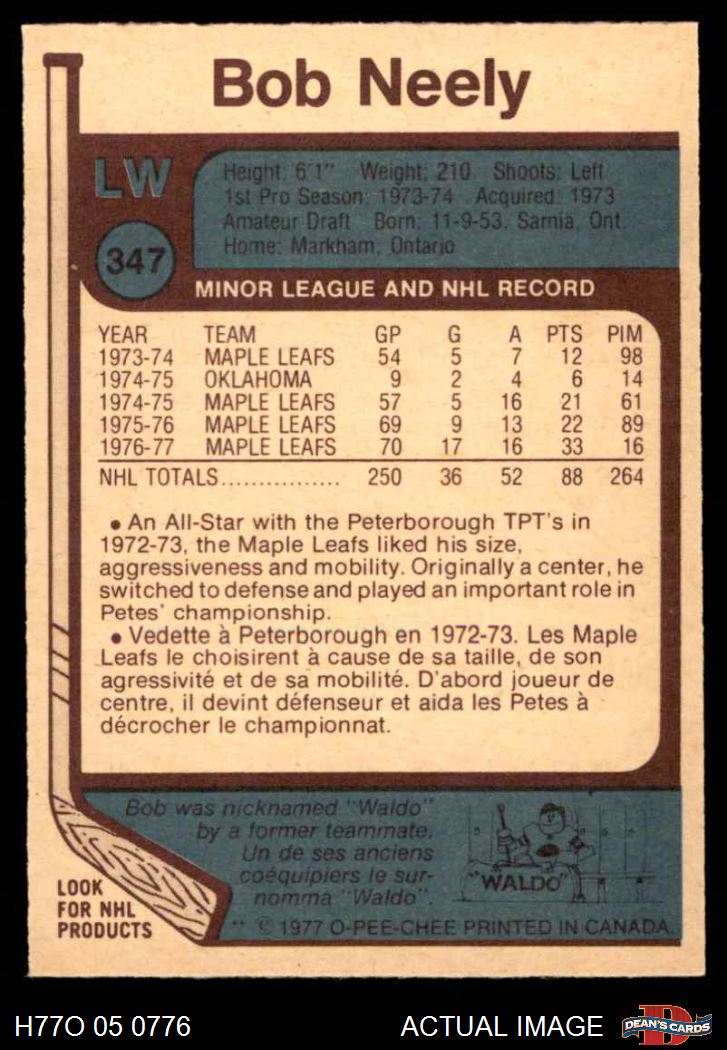 Bob Neely
LW
Height: 6'1" Weight: 210 Shoots: Left
1st Pro Season: 1973-74 Acquired: 1973
Amateur Draft Born: 11-9-53, Sarnia, Ont.
Home: Markham, Ontario
347
MINOR LEAGUE AND NHL RECORD
YEAR TEAM GP G A PTS PIM
1973-74 MAPLE LEAFS 54 5 7 12 98
1974-75 OKLAHOMA 9 2 4 6 14
1974-75 MAPLE LEAFS 57 5 16 21 61
1975-76 MAPLE LEAFS 69 9 13 22 89
1976-77 MAPLE LEAFS 70 17 16 33 16
NHL TOTALS................ 250 36 52 88 264
• An All-Star with the Peterborough TPT's in
1972-73, the Maple Leafs liked his size,
aggressiveness and mobility. Originally a center, he
switched to defense and played an important role in
Petes' championship.
• Vedette à Peterborough en 1972-73. Les Maple
Leafs le choisirent à cause de sa taille, de son
agressivité et de sa mobilité. D'abord joueur de
centre, il devint défenseur et aida les Petes à
décrocher le championnat.
Bob was nicknamed "Waldo"
by a former teammate.
Un de ses anciens
coéquipiers le sur-
nomma "Waldo".
"WALDO"
LOOK
FOR NHL
PRODUCTS
** © 1977 O-PEE-CHEE PRINTED IN CANADA.
H77O 05 0776
ACTUAL IMAGE
D
DEAN'S CARDS